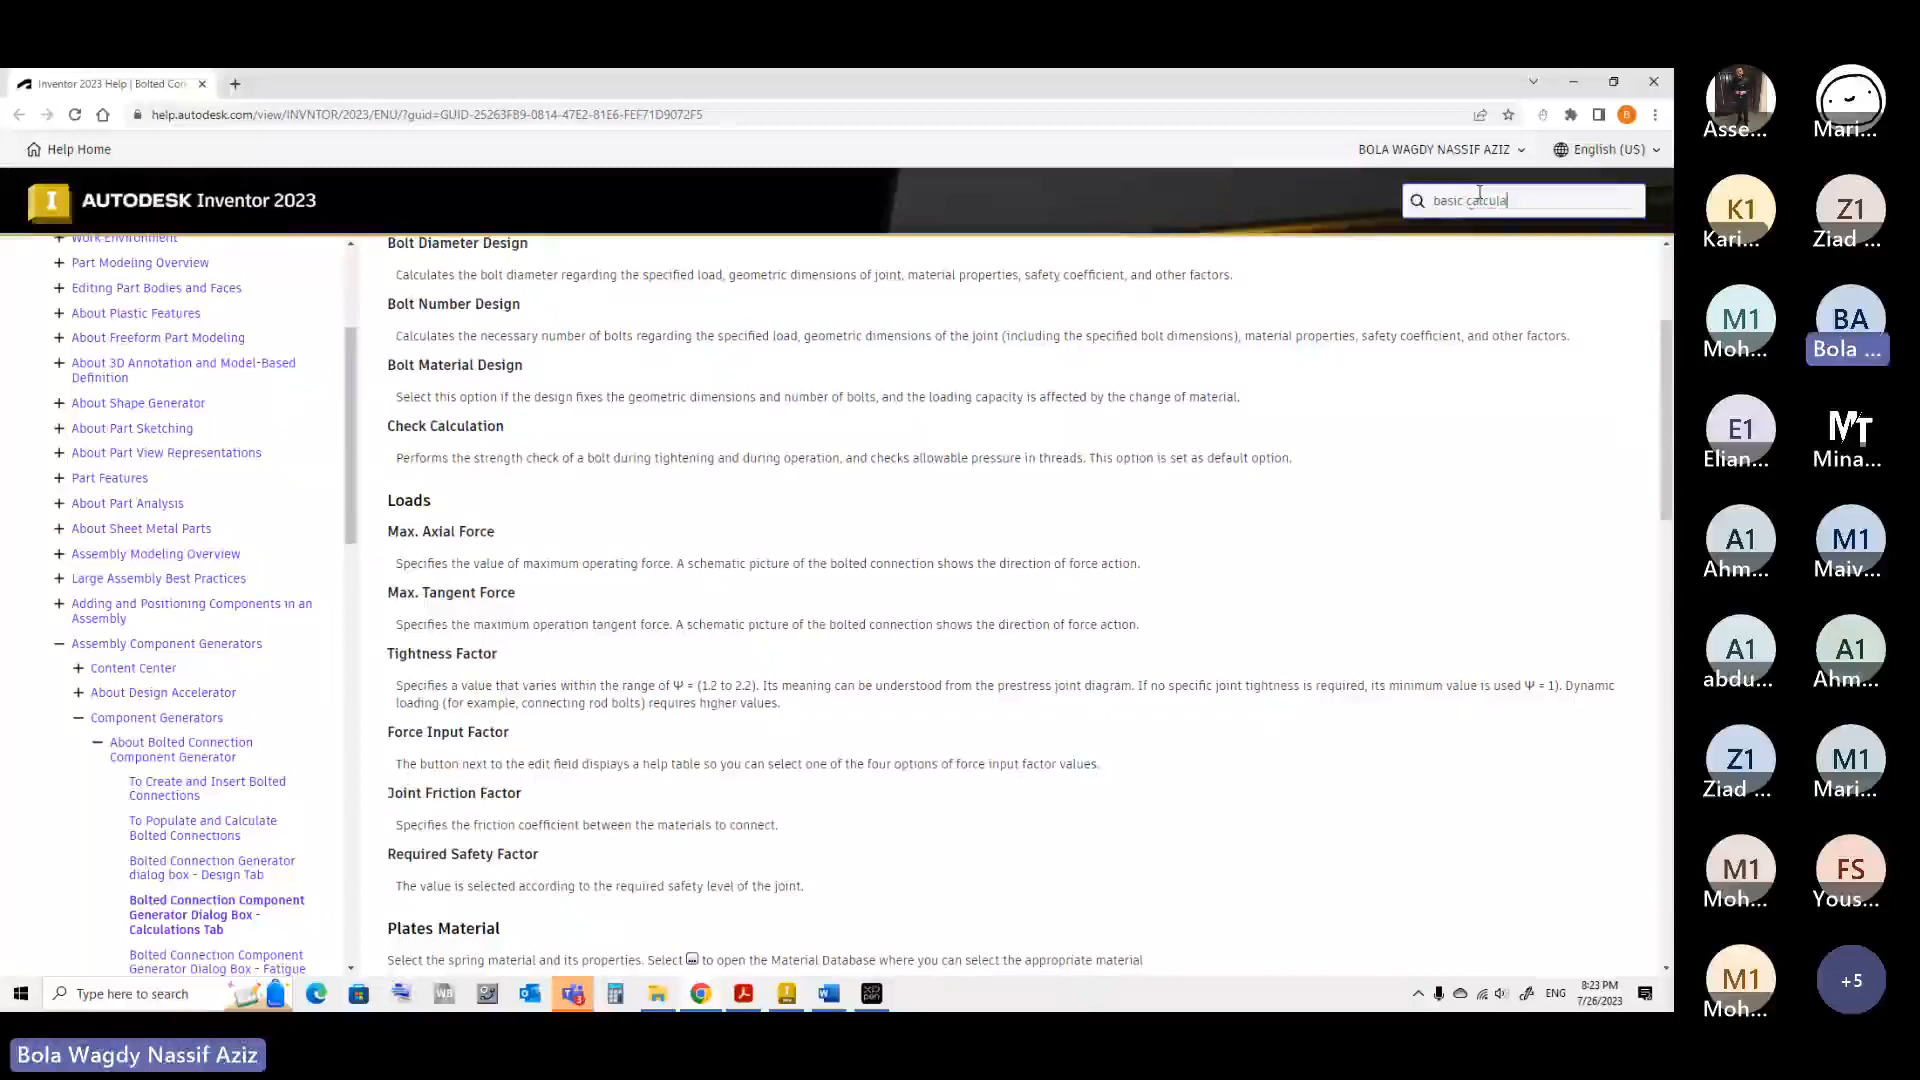 Inventor 2023 Help | Bolted Con
help.autodesk.com/view/INVNTOR/2023/ENU/?guid=GUID-25263FB9-0814-47E2-81E6-FEF71D9072F5
B
Help Home
BOLA WAGDY NASSIF AZIZ
English (US)
I
AUTODESK Inventor 2023
basic calcula
Work Environment
Part Modeling Overview
Editing Part Bodies and Faces
About Plastic Features
About Freeform Part Modeling
About 3D Annotation and Model-Based
Definition
About Shape Generator
About Part Sketching
About Part View Representations
Part Features
About Part Analysis
About Sheet Metal Parts
Assembly Modeling Overview
Large Assembly Best Practices
Adding and Positioning Components in an
Assembly
Assembly Component Generators
Content Center
About Design Accelerator
Component Generators
About Bolted Connection
Component Generator
To Create and Insert Bolted
Connections
To Populate and Calculate
Bolted Connections
Bolted Connection Generator
dialog box - Design Tab
Bolted Connection Component
Generator Dialog Box -
Calculations Tab
Bolted Connection Component
Generator Dialog Box - Fatigue
Bolt Diameter Design
Calculates the bolt diameter regarding the specified load, geometric dimensions of joint, material properties, safety coefficient, and other factors.
Bolt Number Design
Calculates the necessary number of bolts regarding the specified load, geometric dimensions of the joint (including the specified bolt dimensions), material properties, safety coefficient, and other factors.
Bolt Material Design
Select this option if the design fixes the geometric dimensions and number of bolts, and the loading capacity is affected by the change of material.
Check Calculation
Performs the strength check of a bolt during tightening and during operation, and checks allowable pressure in threads. This option is set as default option.
Loads
Max. Axial Force
Specifies the value of maximum operating force. A schematic picture of the bolted connection shows the direction of force action.
Max. Tangent Force
Specifies the maximum operation tangent force. A schematic picture of the bolted connection shows the direction of force action.
Tightness Factor
Specifies a value that varies within the range of Ψ = (1.2 to 2.2). Its meaning can be understood from the prestress joint diagram. If no specific joint tightness is required, its minimum value is used Ψ = 1). Dynamic
loading (for example, connecting rod bolts) requires higher values.
Force Input Factor
The button next to the edit field displays a help table so you can select one of the four options of force input factor values.
Joint Friction Factor
Specifies the friction coefficient between the materials to connect.
Required Safety Factor
The value is selected according to the required safety level of the joint.
Plates Material
Select the spring material and its properties. Select ... to open the Material Database where you can select the appropriate material
Type here to search
WB
ENG
8:23 PM
7/26/2023
Asse...
Mari...
K1
Kari...
Z1
Ziad ...
M1
Moh...
BA
Bola ...
E1
Elian...
MT
Mina...
A1
Ahm...
M1
Maiv...
A1
abdu...
A1
Ahm...
Z1
Ziad ...
M1
Mari...
M1
Moh...
FS
Yous...
M1
Moh...
+5
Bola Wagdy Nassif Aziz